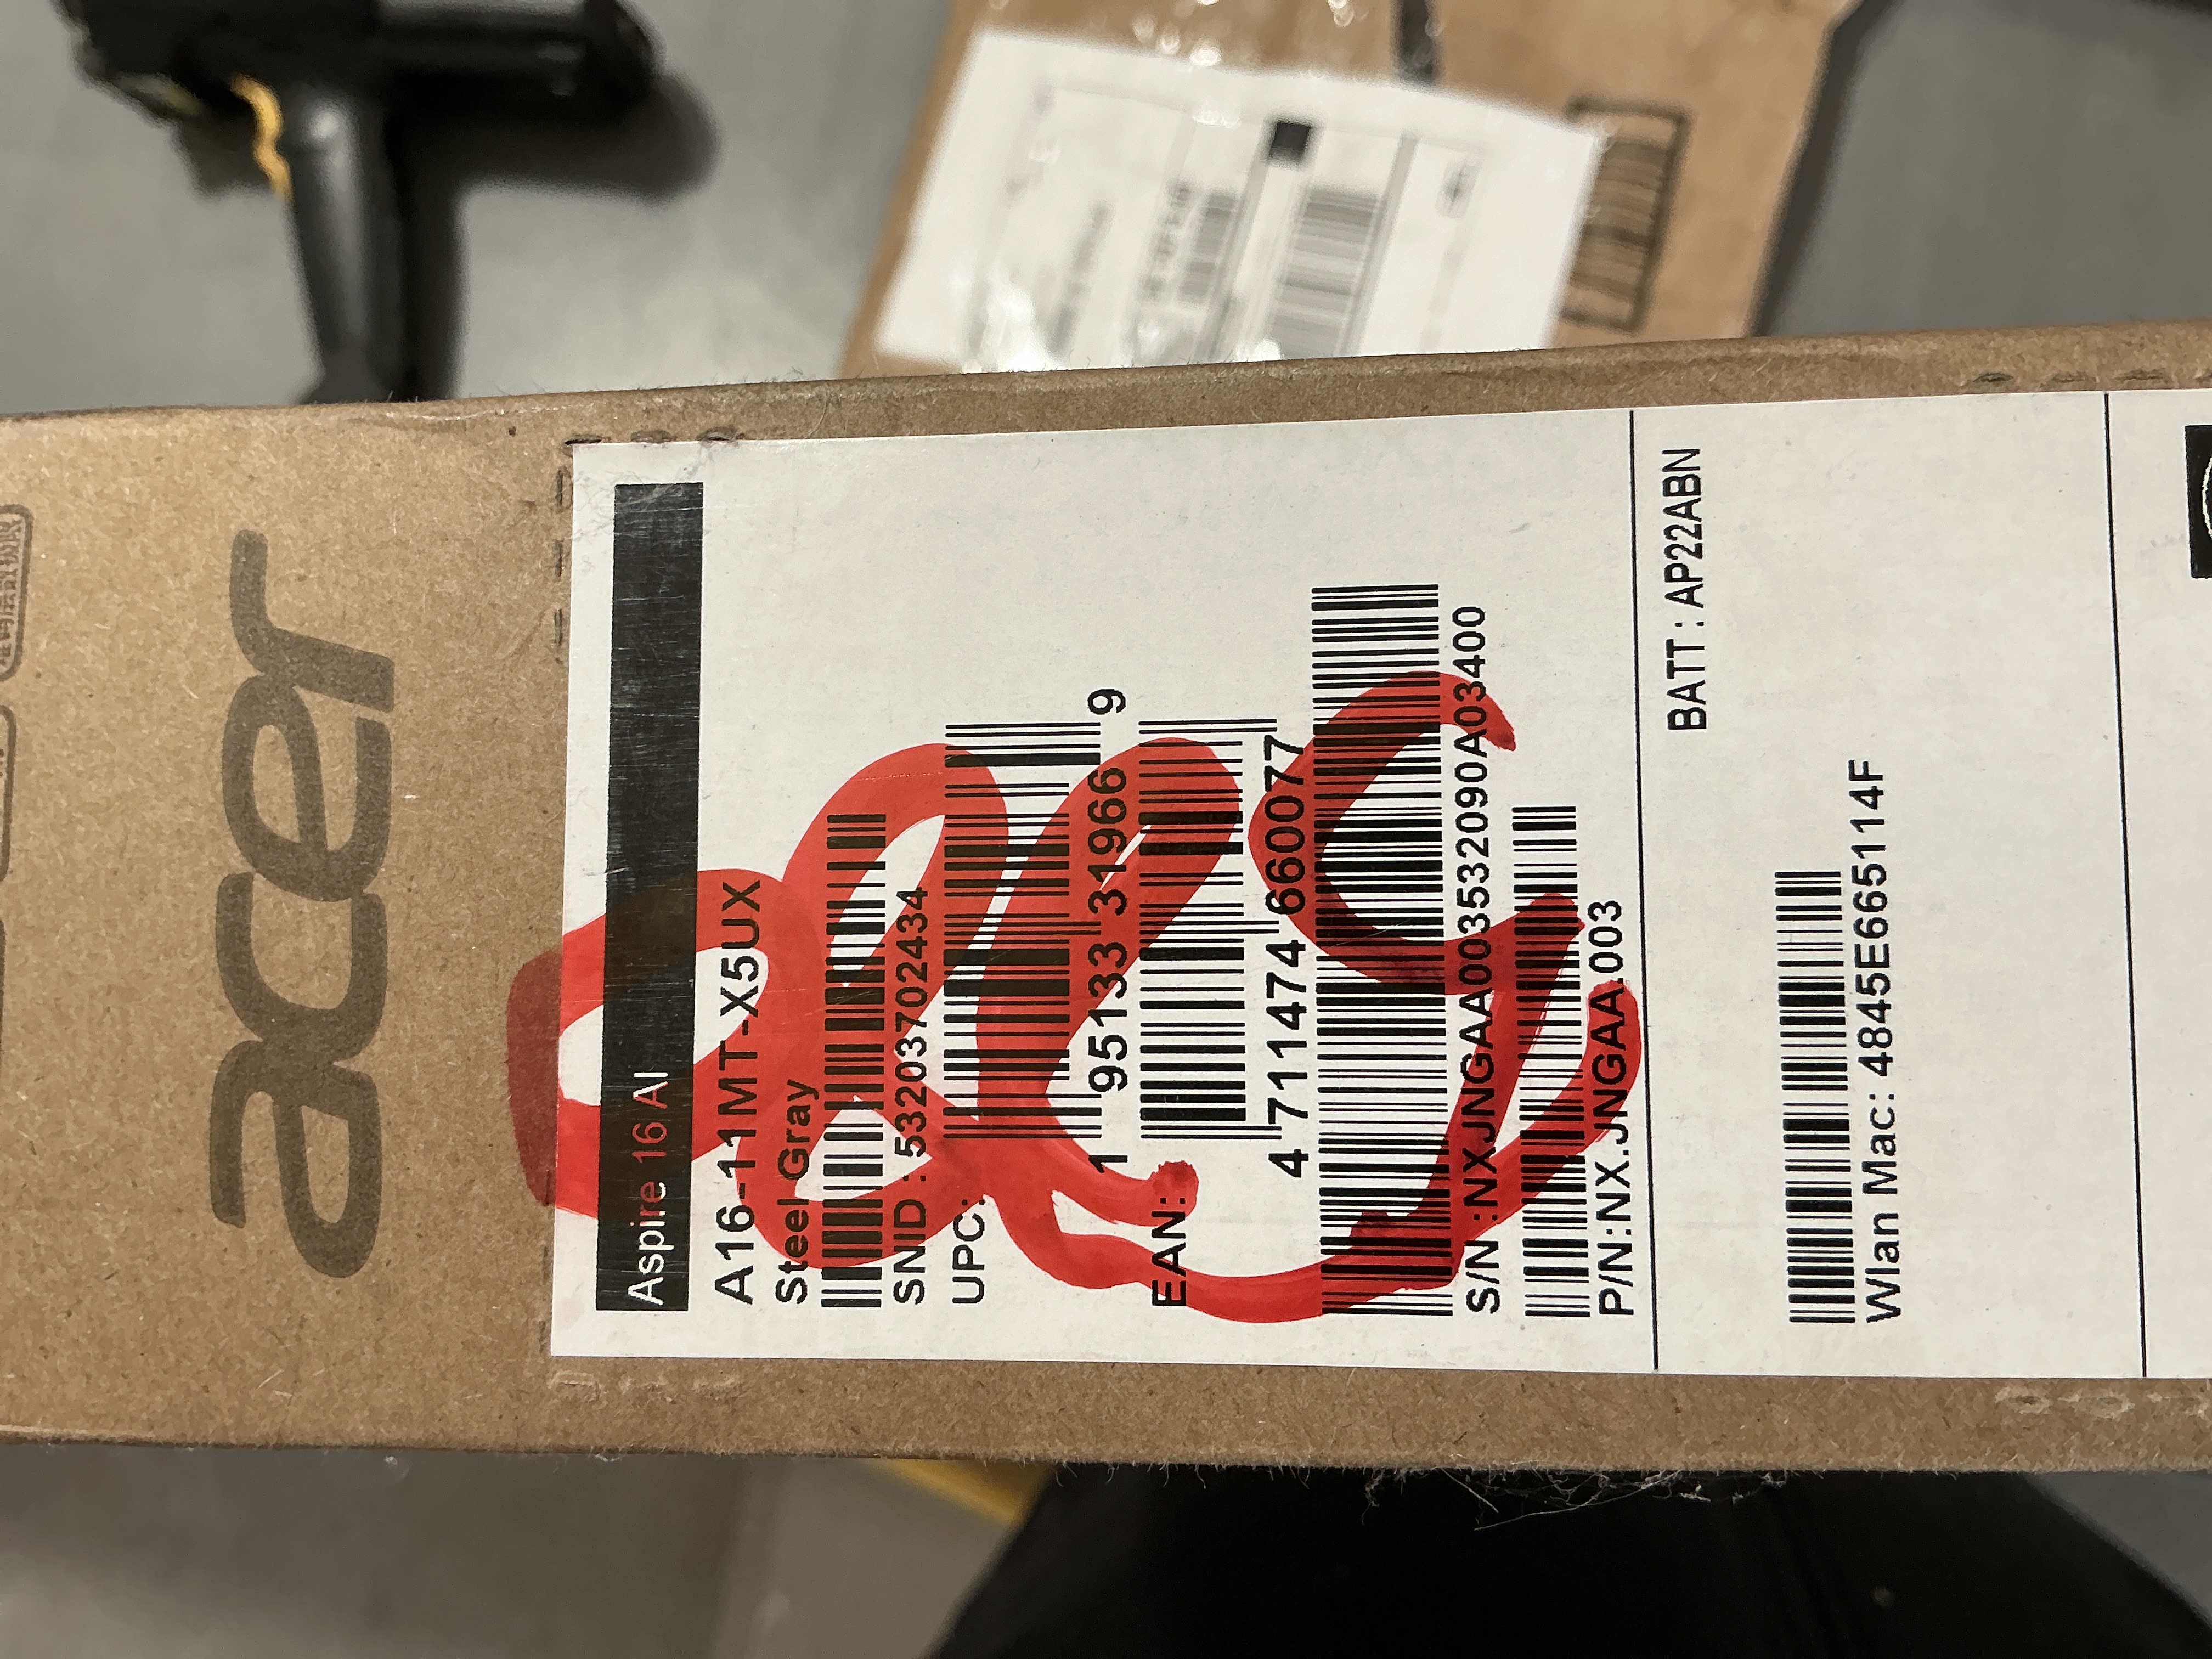 acer
Aspire 16 AI
A16-11MT-X5UX
Steel Gray
SNID : 53203702434
UPC:
1 95133 31966 9
EAN:
4 711474 660077
S/N :NXJNGAA003532090A03400
P/N:NX.JNGAA.003
BATT : AP22ABN
Wlan Mac: 4845E665114F